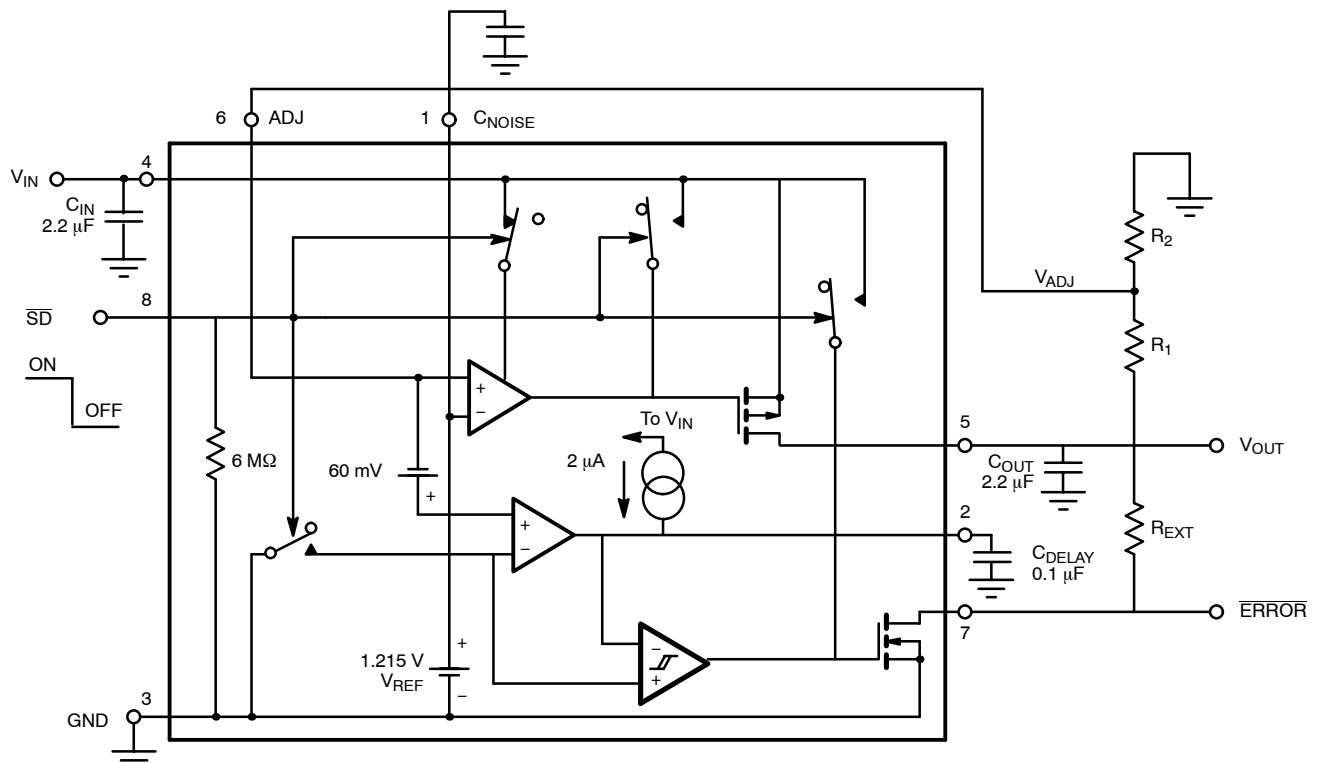 6 ADJ
1 C_NOISE
V_IN
4
C_IN
2.2 μF
8
S̅D̅
ON
OFF
6 MΩ
60 mV
+
+
−
+
−
To V_IN
2 μA
−
+
1.215 V
V_REF
+
−
3
GND
R_2
V_ADJ
R_1
5
V_OUT
C_OUT
2.2 μF
2
R_EXT
C_DELAY
0.1 μF
E̅R̅R̅O̅R̅
7